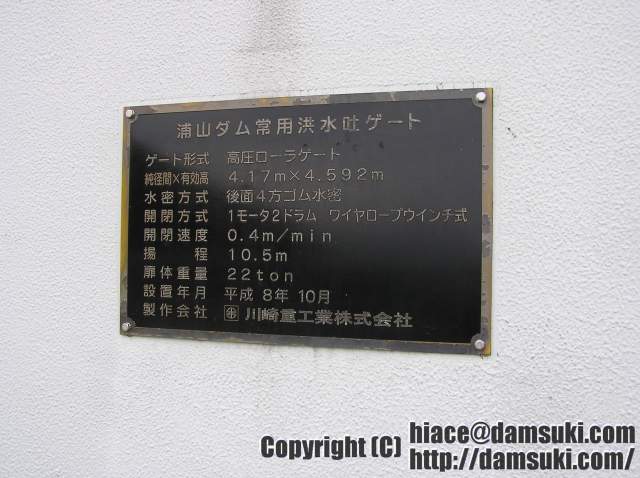 浦山ダム常用洪水吐ゲート
ゲート形式 高圧ローラゲート
純径間×有効高 4.17m×4.592m
水密方式 後面4方ゴム水密
開閉方式 1モータ2ドラム ワイヤロープウインチ式
開閉速度 0.4m/min
揚程 10.5m
扉体重量 22ton
設置年月 平成8年10月
製作会社 川崎重工業株式会社
Copyright (C) hiace@damsuki.com
http://damsuki.com/